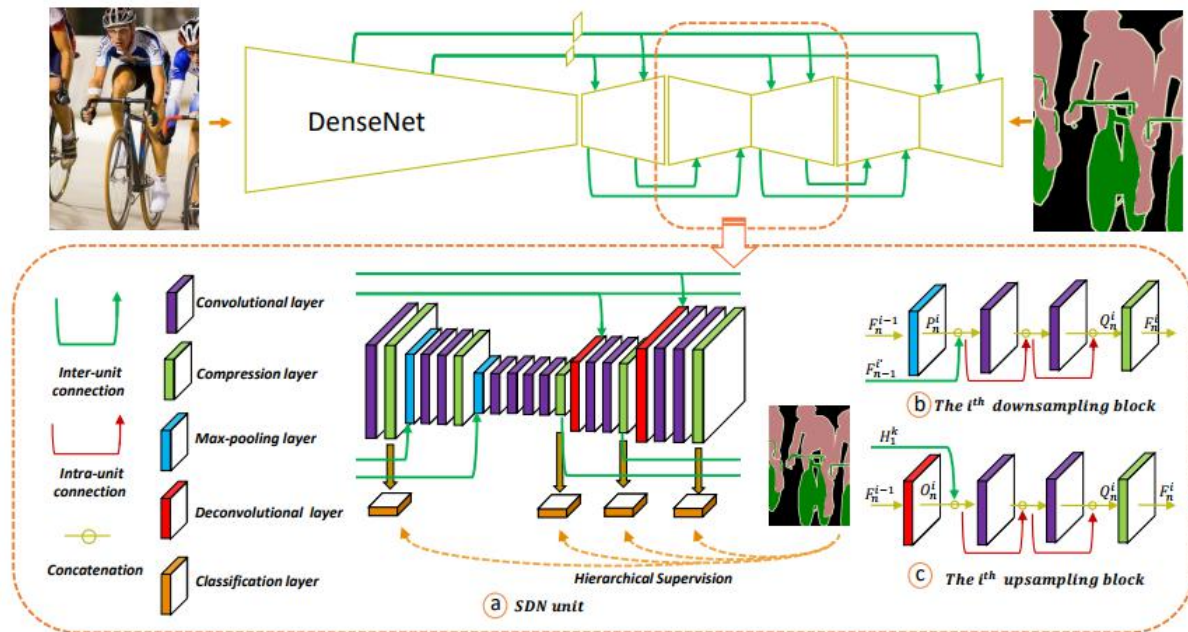 DenseNet
Inter-unit
connection
Intra-unit
connection
Concatenation
Convolutional layer
Compression layer
Max-pooling layer
Deconvolutional layer
Classification layer
Hierarchical Supervision
a SDN unit
F_n^{i-1} P_n^i Q_n^i F_n^i
F_{n-1}^{i'}
b The i^{th} downsampling block
H_1^k
F_n^{i-1} O_n^i Q_n^i F_n^i
c The i^{th} upsampling block